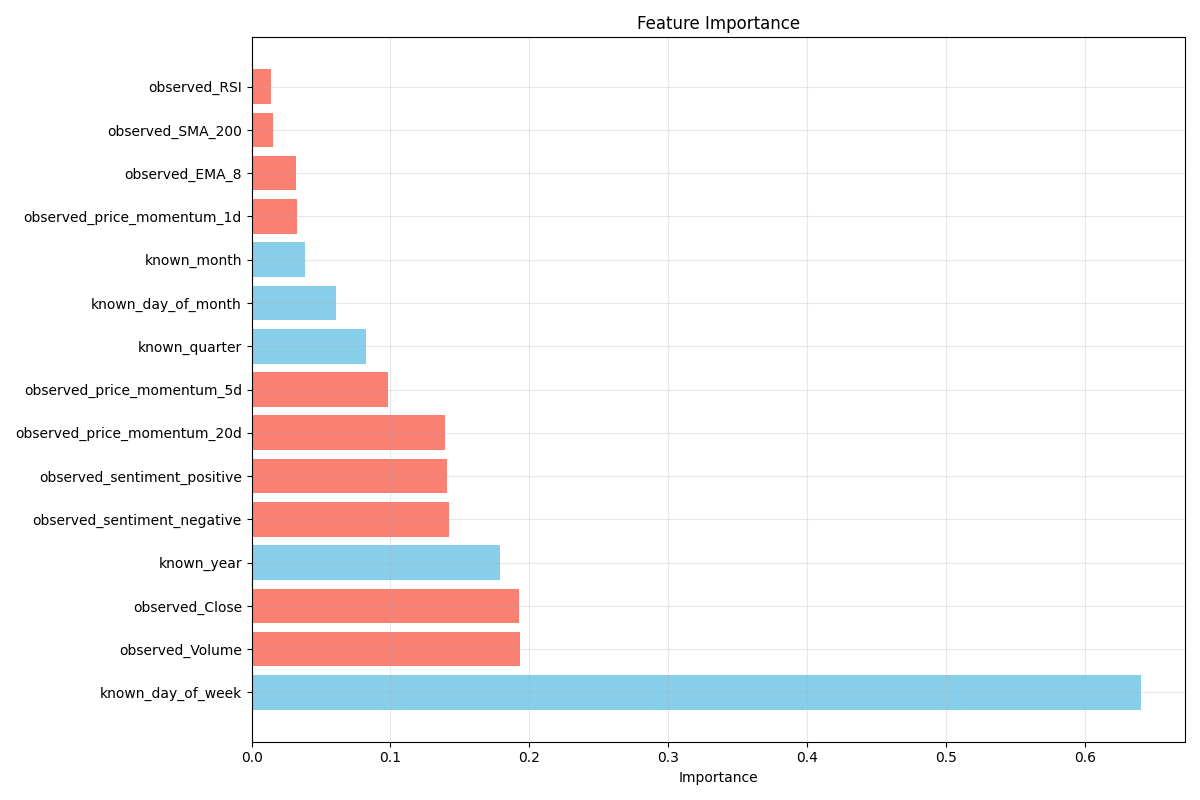 Feature Importance
observed_RSI
observed_SMA_200
observed_EMA_8
observed_price_momentum_1d
known_month
known_day_of_month
known_quarter
observed_price_momentum_5d
observed_price_momentum_20d
observed_sentiment_positive
observed_sentiment_negative
known_year
observed_Close
observed_Volume
known_day_of_week
0.0 0.1 0.2 0.3 0.4 0.5 0.6
Importance